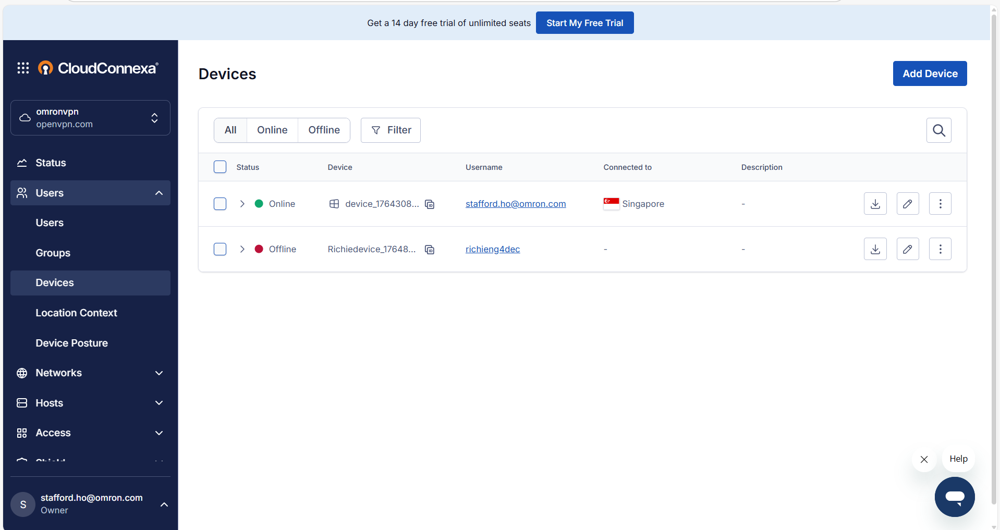 Get a 14 day free trial of unlimited seats Start My Free Trial
CloudConnexa®
omronvpn
openvpn.com
Status
Users
Users
Groups
Devices
Location Context
Device Posture
Networks
Hosts
Access
Shield
S
stafford.ho@omron.com
Owner
Devices
Add Device
All Online Offline Filter
Status Device Username Connected to Description
Online device_1764308... ID stafford.ho@omron.com Singapore -
Offline Richiedevice_17648... ID richieng4dec - -
Help